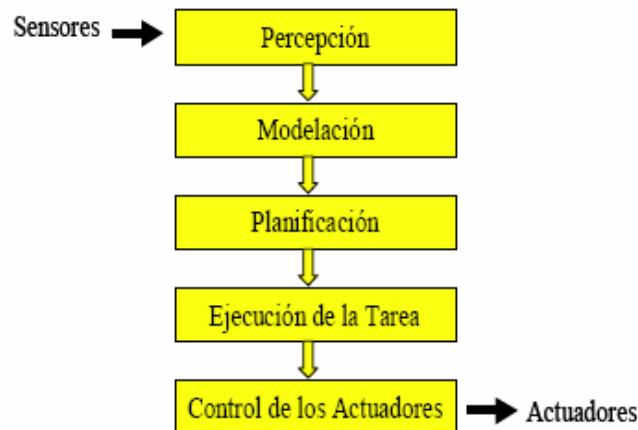 Sensores
Percepción
Modelación
Planificación
Ejecución de la Tarea
Control de los Actuadores
Actuadores